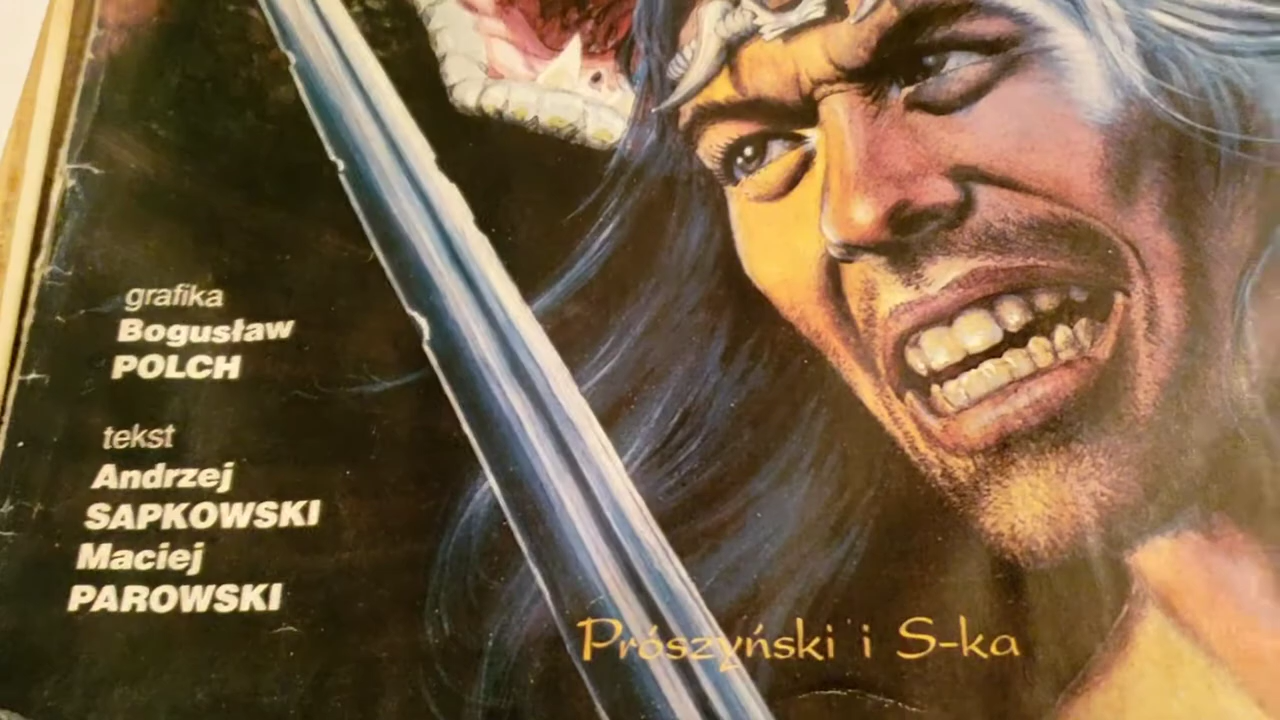 grafika
Bogusław
POLCH
tekst
Andrzej
SAPKOWSKI
Maciej
PAROWSKI
Prószyński i S-ka